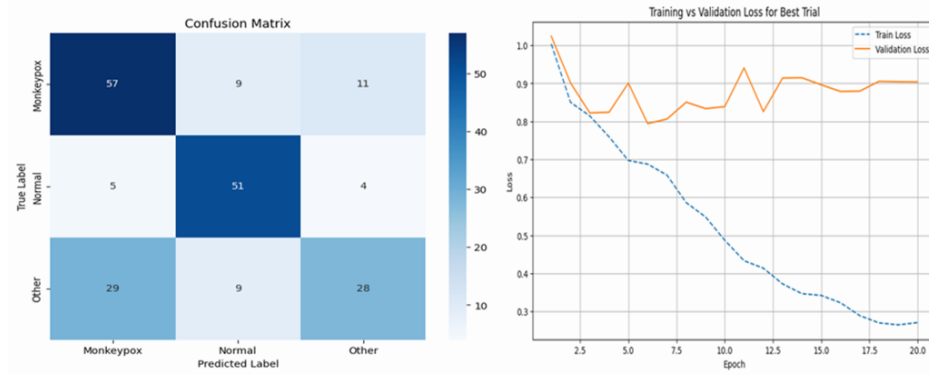 Confusion Matrix
Monkeypox
Normal
Other
True Label
57 9 11
5 51 4
29 9 28
Monkeypox Normal Other
Predicted Label
50
40
30
20
10
Training vs Validation Loss for Best Trial
Train Loss
Validation Loss
1.0
0.9
0.8
0.7
0.6
0.5
0.4
0.3
Loss
2.5 5.0 7.5 10.0 12.5 15.0 17.5 20.0
Epoch